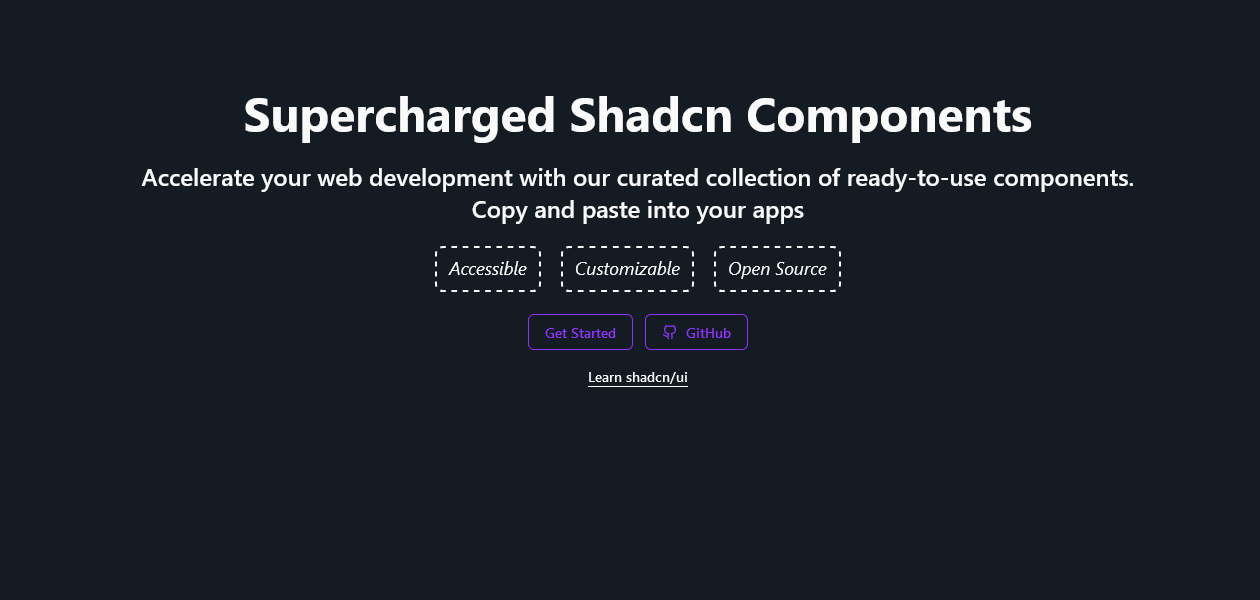 Supercharged Shadcn Components
Accelerate your web development with our curated collection of ready-to-use components.
Copy and paste into your apps
Accessible Customizable Open Source
Get Started GitHub
Learn shadcn/ui